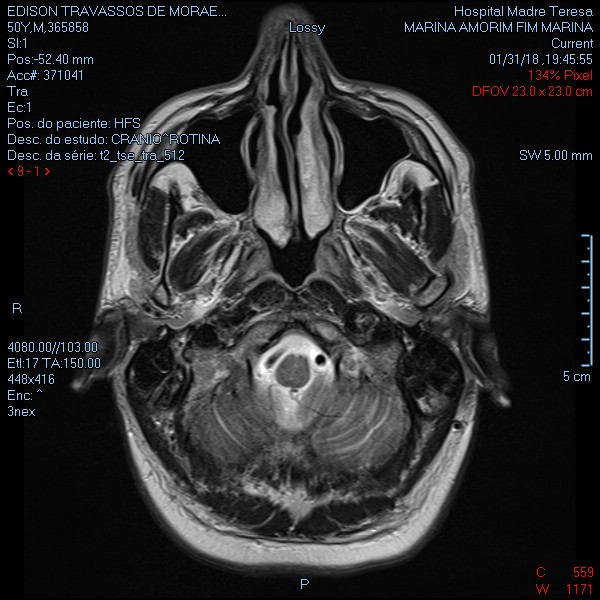 EDISON TRAVASSOS DE MORAE...
50Y,M,365858
Sl:1
Pos:-52.40 mm
Acc#: 371041
Tra
Ec:1
Pos. do paciente: HFS
Desc. do estudo: CRANIO^ROTINA
Desc. da série: t2_tse_tra_512
< 9 - 1 >
Lossy
Hospital Madre Teresa
MARINA AMORIM FIM MARINA
Current
01/31/18 ,19:45:55
134% Pixel
DFOV 23.0 x 23.0 cm
SW 5.00 mm
R
4080.00//103.00
Etl:17 TA:150.00
448x416
Enc: ^
3nex
5 cm
P
C 559
W 1171